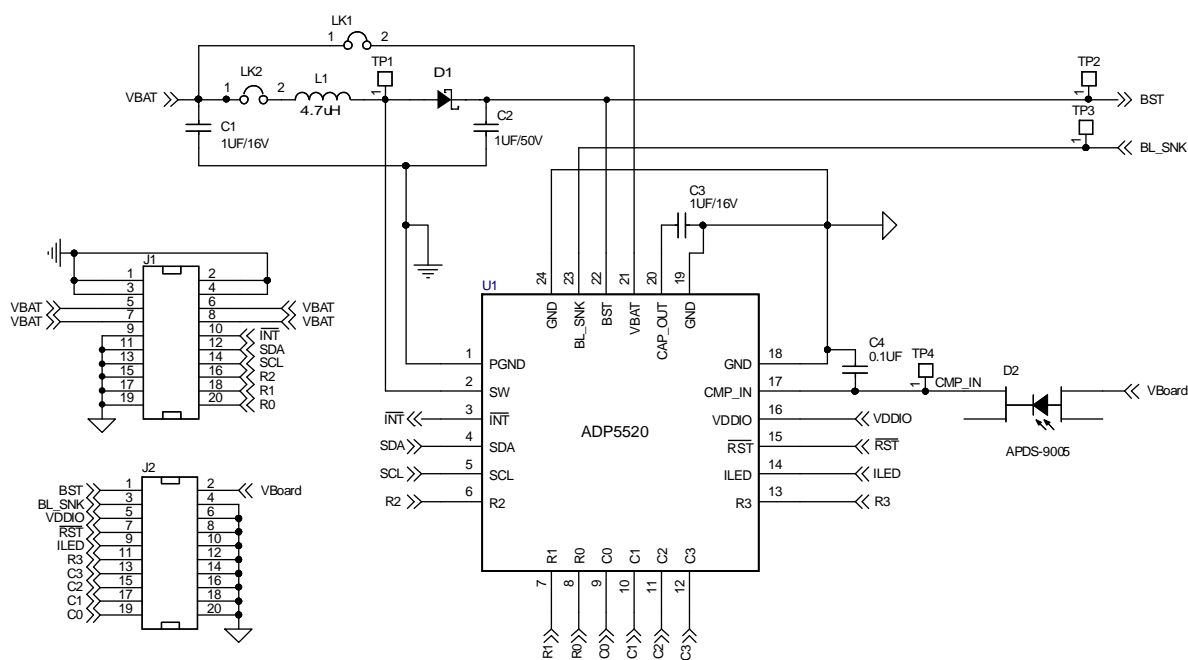 LK1
1 2
LK2
1 2
VBAT
L1
4.7uH
TP1
1
D1
C1
1UF/16V
C2
1UF/50V
TP2
1
BST
TP3
1
BL_SNK
C3
1UF/16V
J1
1 2
3 4
VBAT 5 6 VBAT
VBAT 7 8 VBAT
9 10 INT
11 12 SDA
13 14 SCL
15 16 R2
17 18 R1
19 20 R0
U1
24 23 22 21 20 19
GND BL_SNK BST VBAT CAP_OUT GND
1 PGND
2 SW
INT 3 INT
SDA 4 SDA
SCL 5 SCL
R2 6 R2
ADP5520
GND 18
CMP_IN 17
VDDIO 16 VDDIO
RST 15 RST
ILED 14 ILED
R3 13 R3
C4
0.1UF
TP4
1
CMP_IN
D2
VBoard
APDS-9005
R1 R0 C0 C1 C2 C3
7 8 9 10 11 12
R1 R0 C0 C1 C2 C3
J2
BST 1 2 VBoard
BL_SNK 3 4
VDDIO 5 6
RST 7 8
ILED 9 10
R3 11 12
C3 13 14
C2 15 16
C1 17 18
C0 19 20